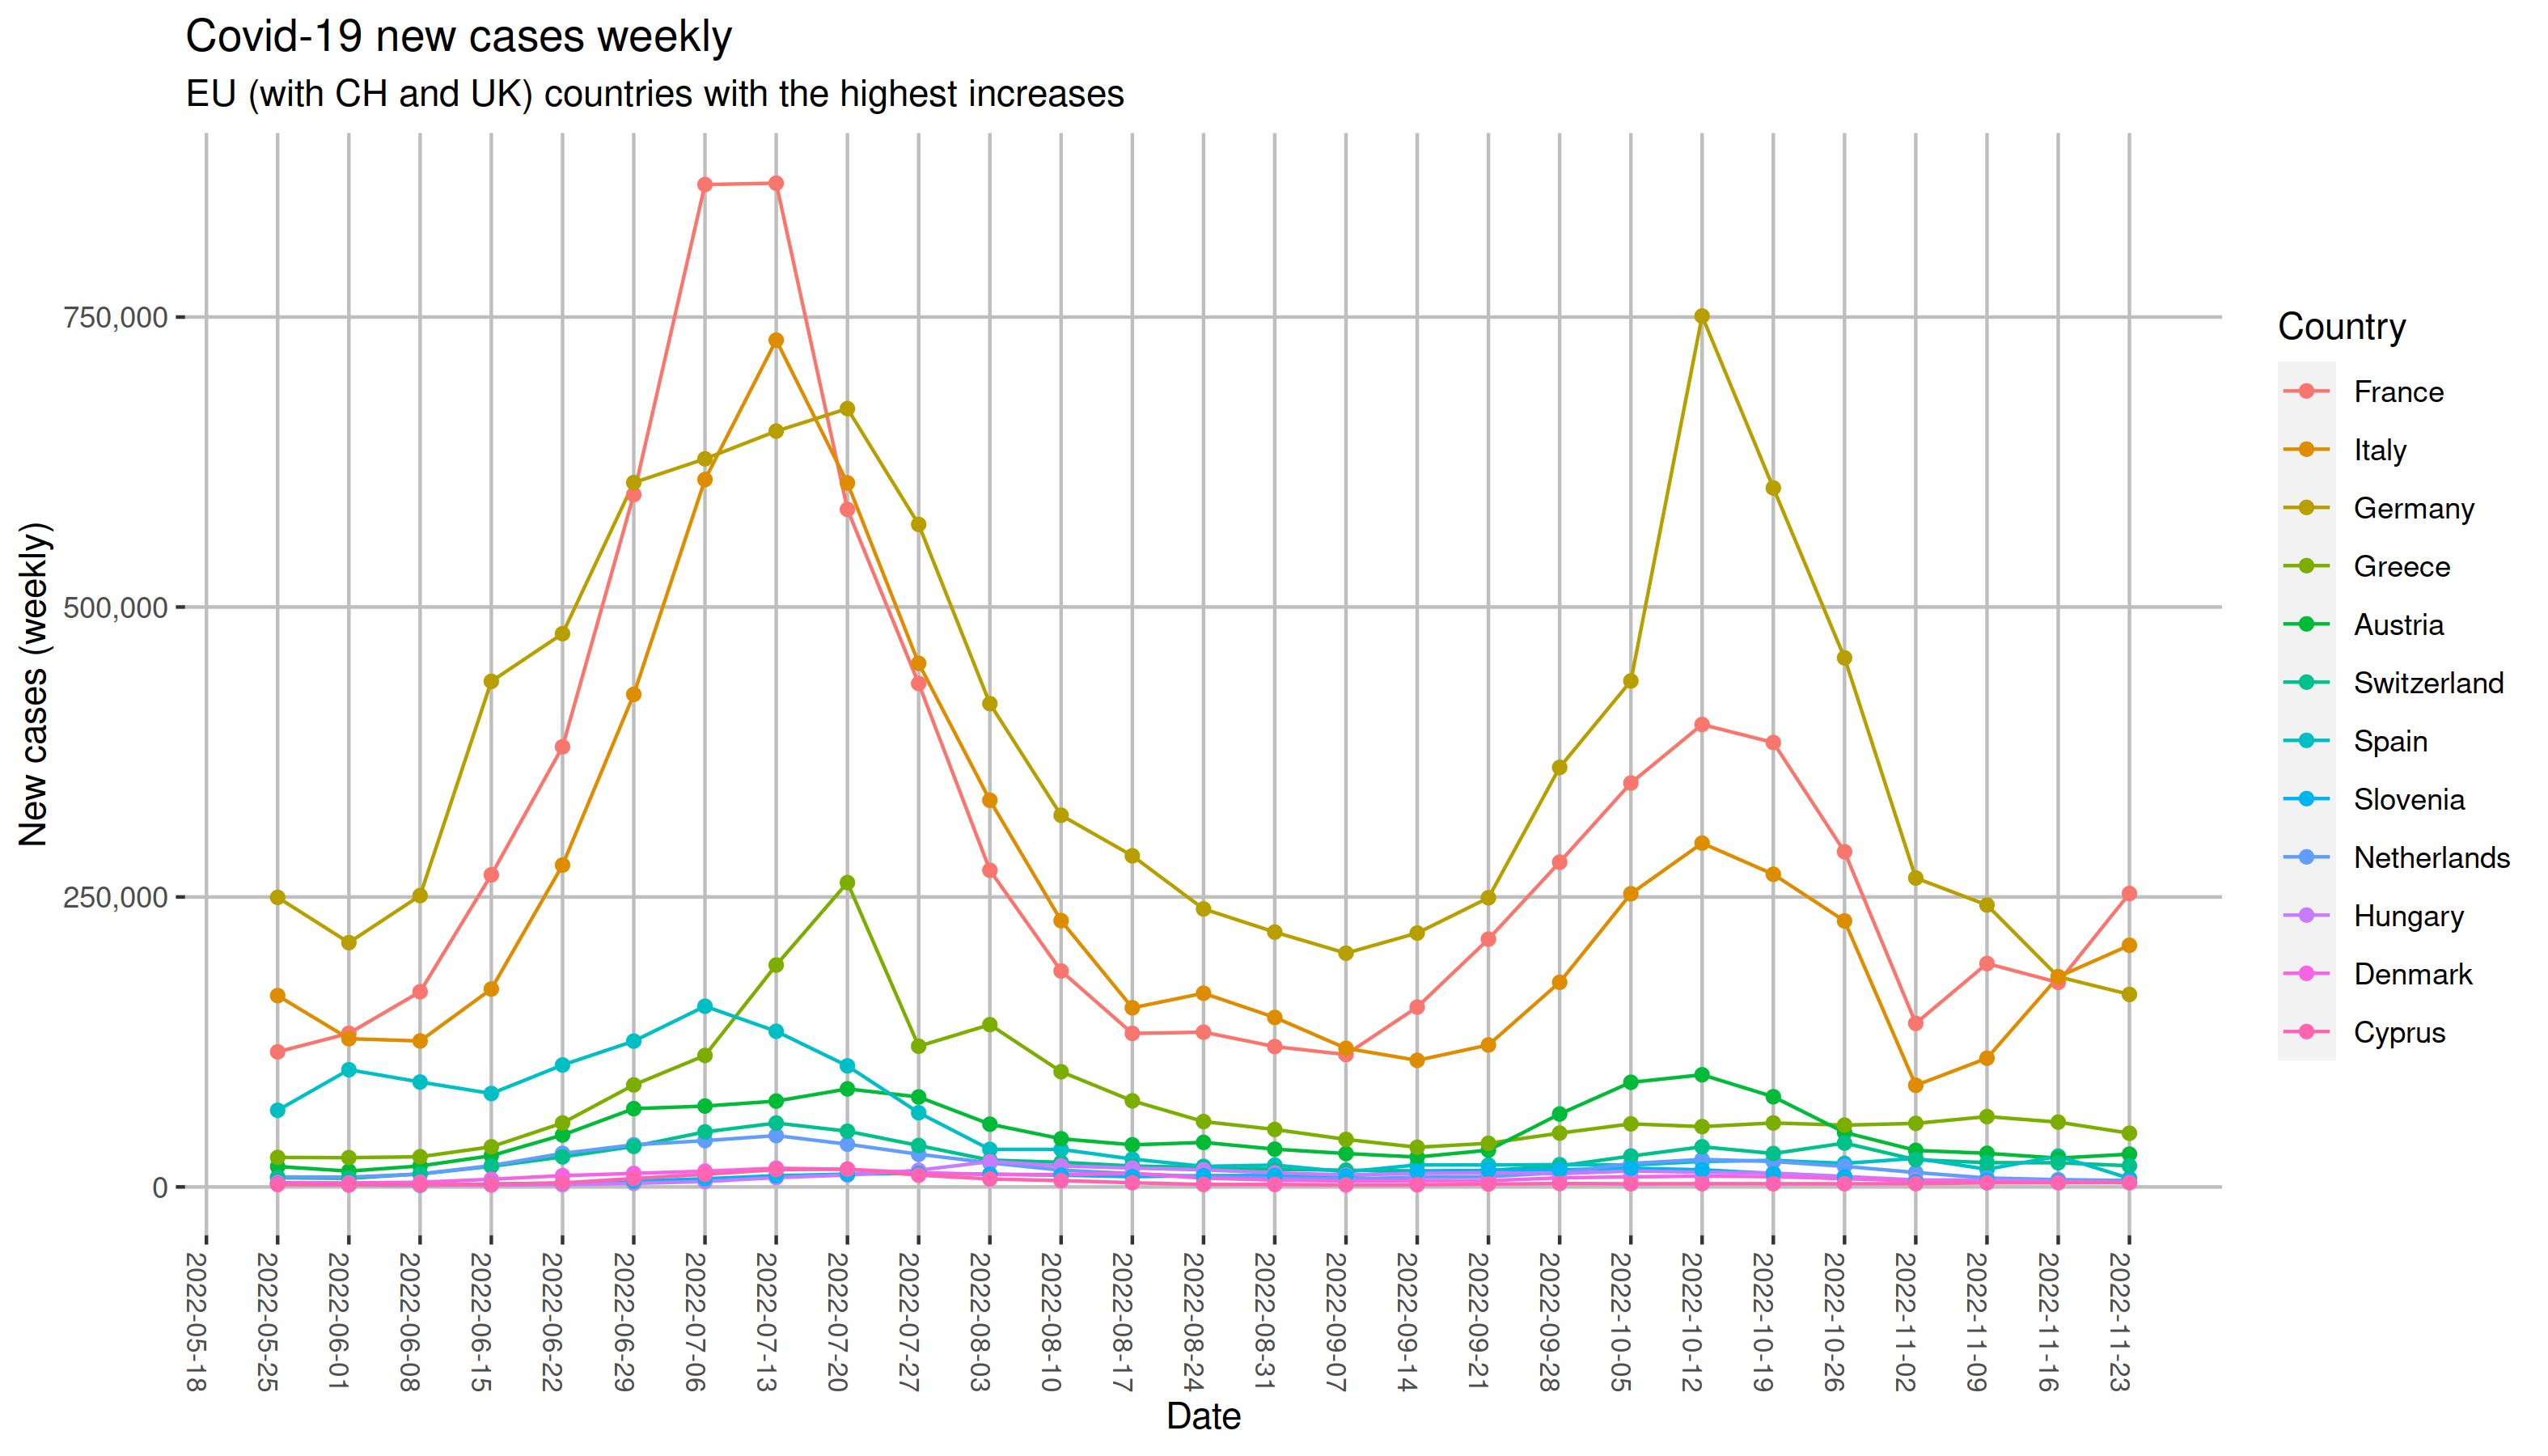 Covid-19 new cases weekly
EU (with CH and UK) countries with the highest increases
New cases (weekly)
750,000
500,000
250,000
0
2022-05-18
2022-05-25
2022-06-01
2022-06-08
2022-06-15
2022-06-22
2022-06-29
2022-07-06
2022-07-13
2022-07-20
2022-07-27
2022-08-03
2022-08-10
2022-08-17
2022-08-24
2022-08-31
2022-09-07
2022-09-14
2022-09-21
2022-09-28
2022-10-05
2022-10-12
2022-10-19
2022-10-26
2022-11-02
2022-11-09
2022-11-16
2022-11-23
Date
Country
France
Italy
Germany
Greece
Austria
Switzerland
Spain
Slovenia
Netherlands
Hungary
Denmark
Cyprus